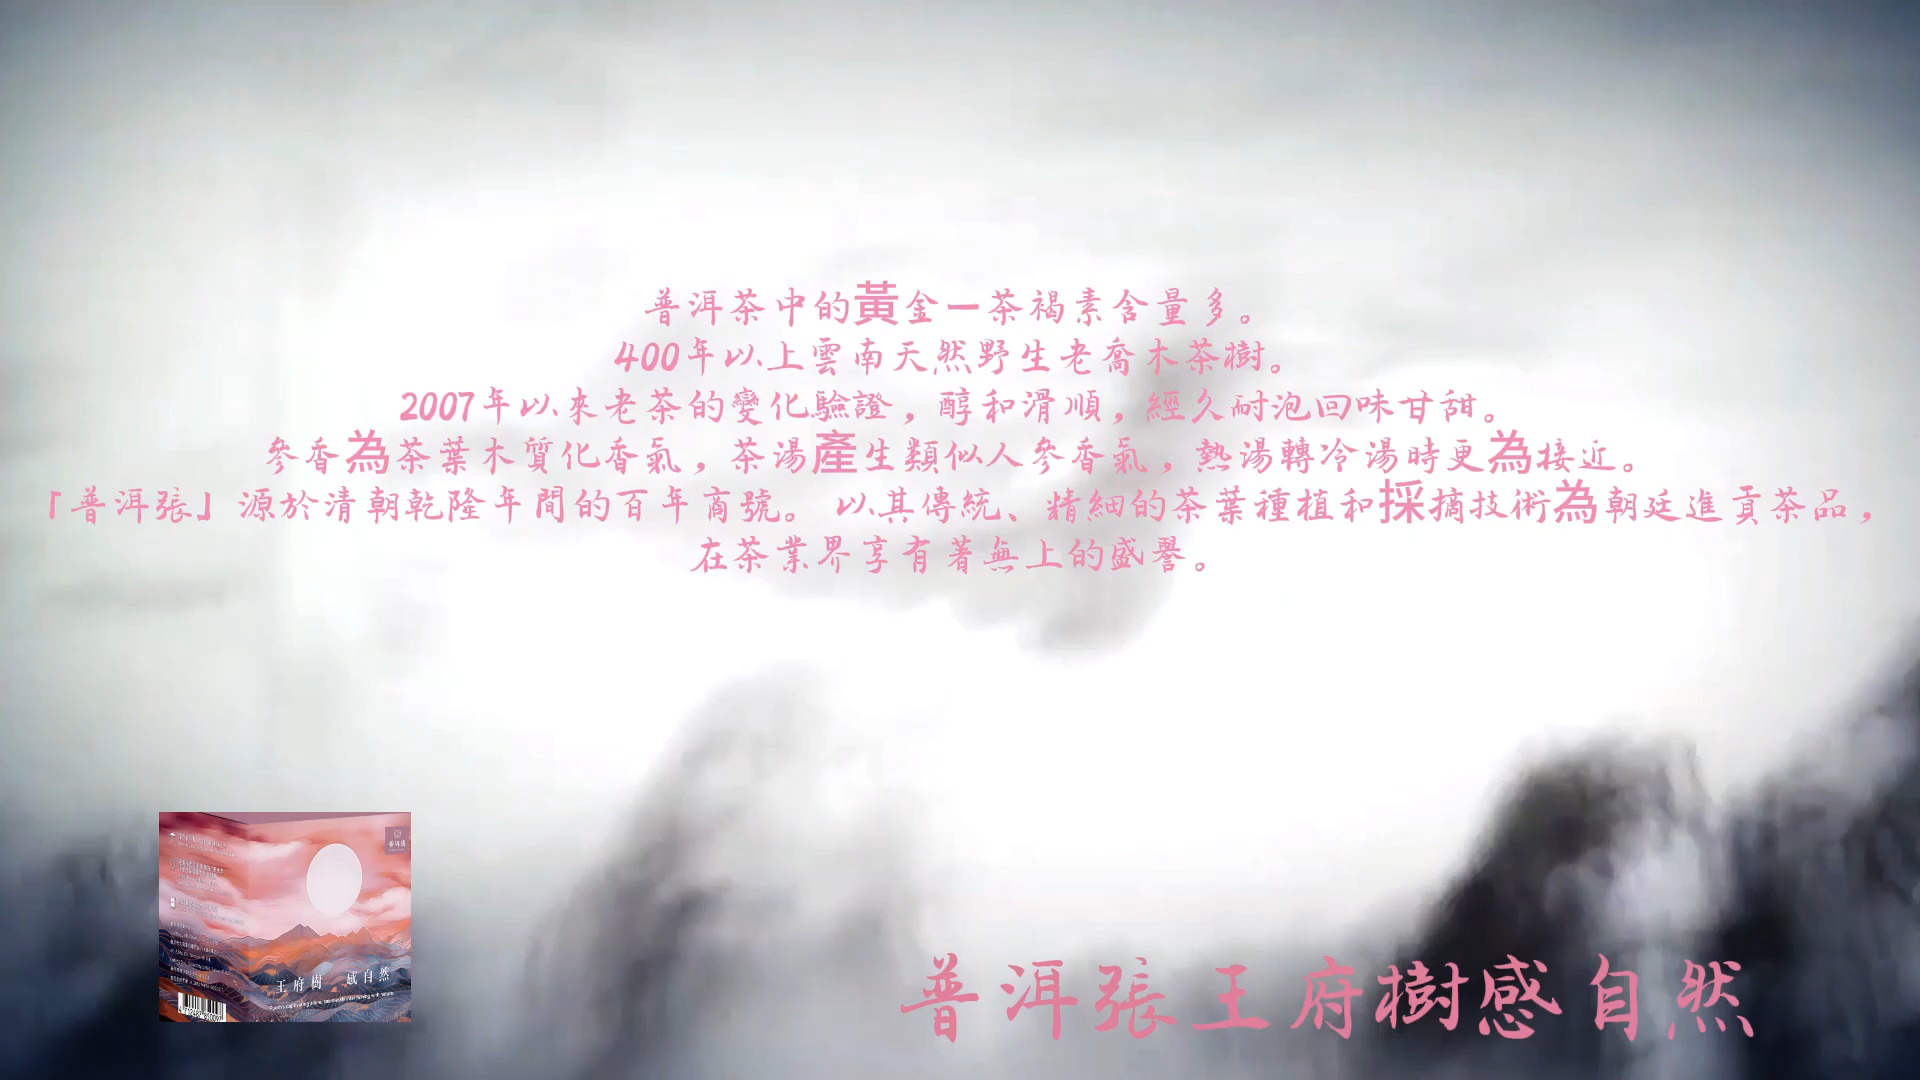 普洱茶中的黃金一茶褐素含量多。
400年以上雲南天然野生老喬木茶樹。
2007年以來老茶的變化驗證，醇和滑順，經久耐泡回味甘甜。
參香為茶葉木質化香氣，茶湯產生類似人參香氣，熱湯轉冷湯時更為接近。
「普洱張」源於清朝乾隆年間的百年商號。 以其傳統、精細的茶葉種植和採摘技術為朝廷進貢茶品，
在茶業界享有著無上的盛譽。
普洱張
王府樹 感自然
普洱張王府樹感自然